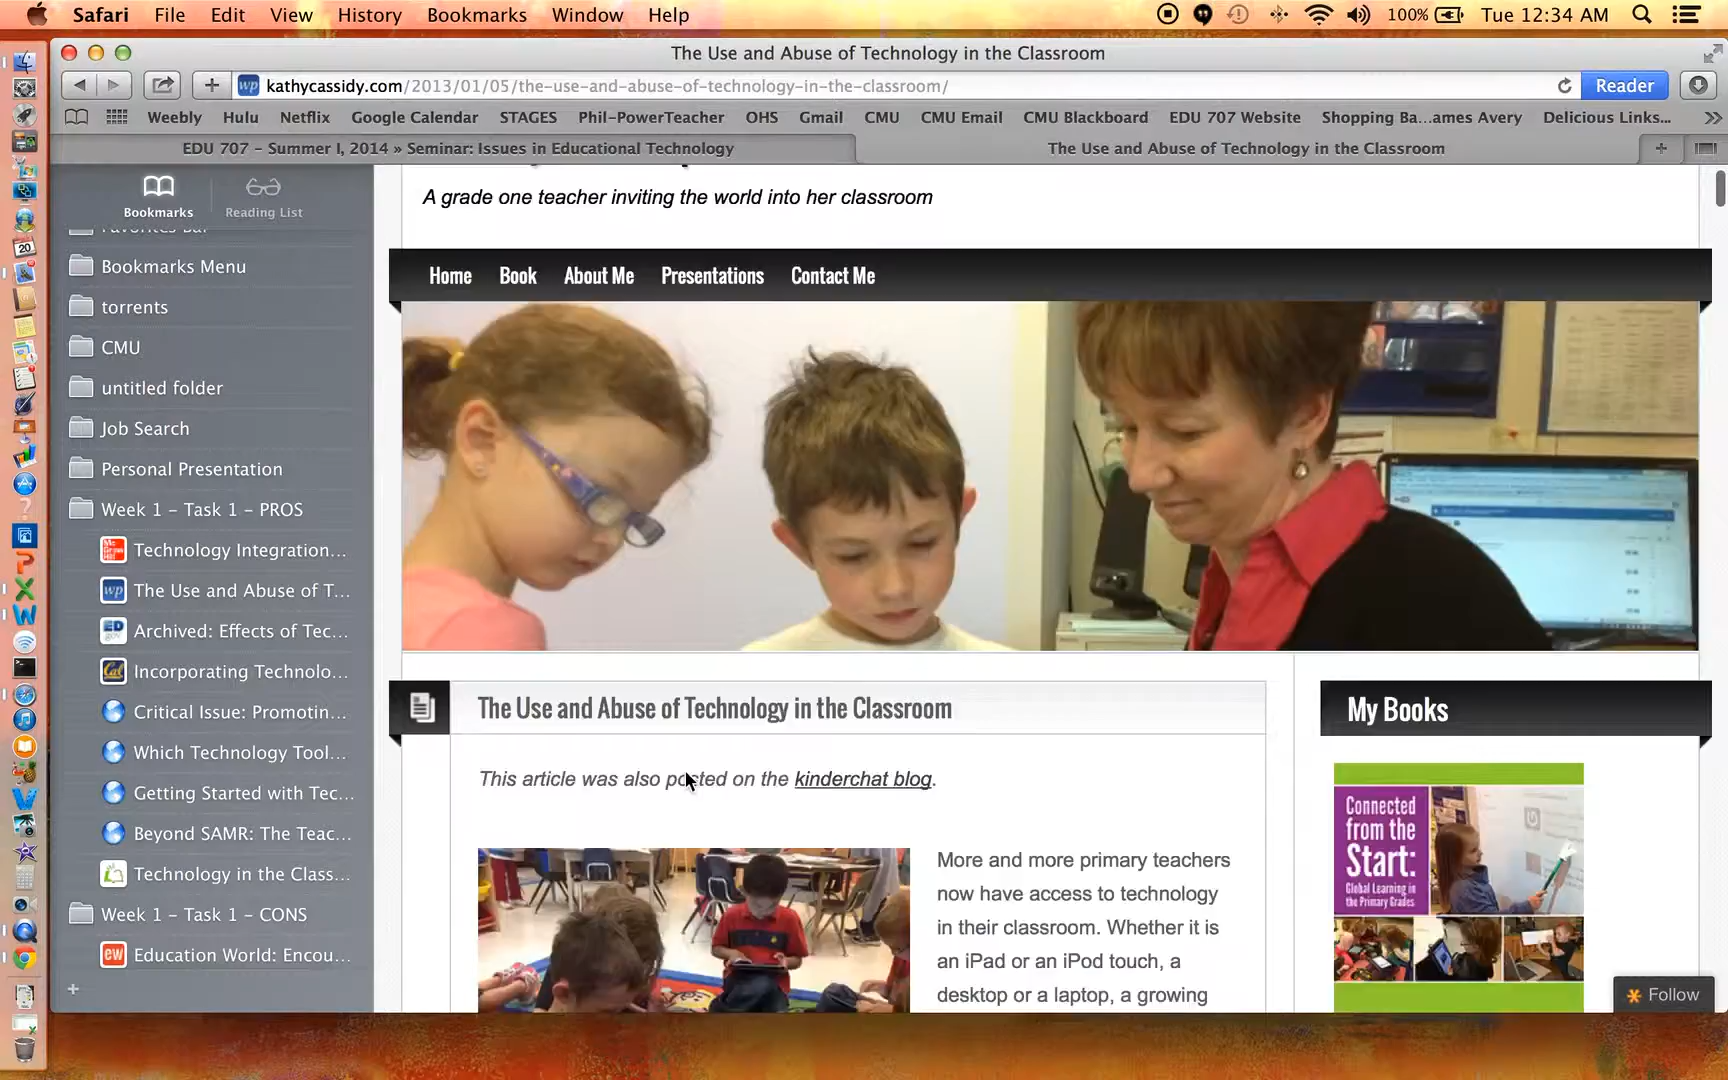 Safari File Edit View History Bookmarks Window Help 100% Tue 12:34 AM
The Use and Abuse of Technology in the Classroom
kathycassidy.com/2013/01/05/the-use-and-abuse-of-technology-in-the-classroom/ Reader
Weebly Hulu Netflix Google Calendar STAGES Phil-PowerTeacher OHS Gmail CMU CMU Email CMU Blackboard EDU 707 Website Shopping Ba...ames Avery Delicious Links...
EDU 707 - Summer I, 2014 » Seminar: Issues in Educational Technology
The Use and Abuse of Technology in the Classroom
Bookmarks Reading List
Favorites Bar
Bookmarks Menu
torrents
CMU
untitled folder
Job Search
Personal Presentation
Week 1 - Task 1 - PROS
Technology Integration...
The Use and Abuse of T...
Archived: Effects of Tec...
Incorporating Technolo...
Critical Issue: Promotin...
Which Technology Tool...
Getting Started with Tec...
Beyond SAMR: The Teac...
Technology in the Class...
Week 1 - Task 1 - CONS
Education World: Encou...
A grade one teacher inviting the world into her classroom
Home Book About Me Presentations Contact Me
The Use and Abuse of Technology in the Classroom
This article was also posted on the kinderchat blog.
More and more primary teachers
now have access to technology
in their classroom. Whether it is
an iPad or an iPod touch, a
desktop or a laptop, a growing
My Books
Connected
from the
Start:
Global Learning in
the Primary Grades
Follow